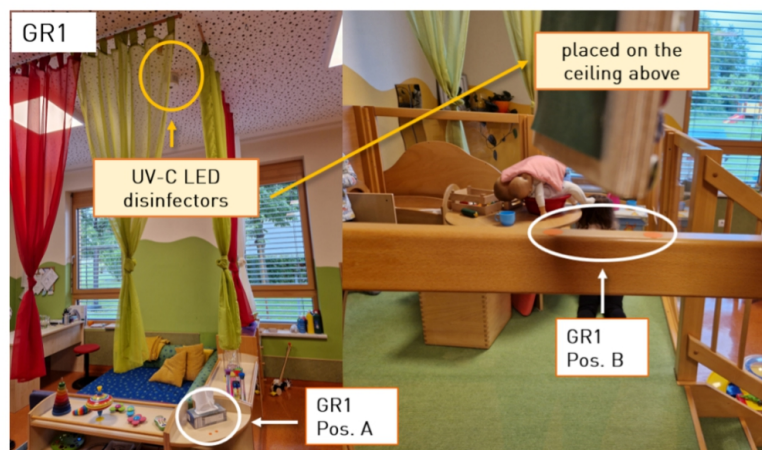 GR1
placed on the
ceiling above
UV-C LED
disinfectors
GR1
Pos. B
GR1
Pos. A